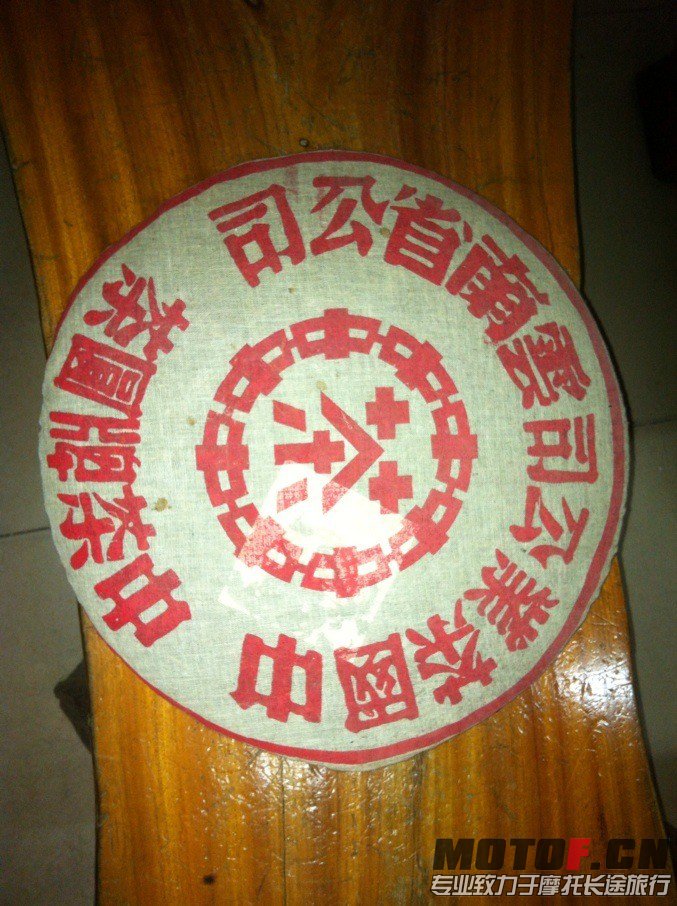 中國茶業公司雲南省公司
茶
中茶牌圓茶
MOTOF.CN
专业致力于摩托长途旅行